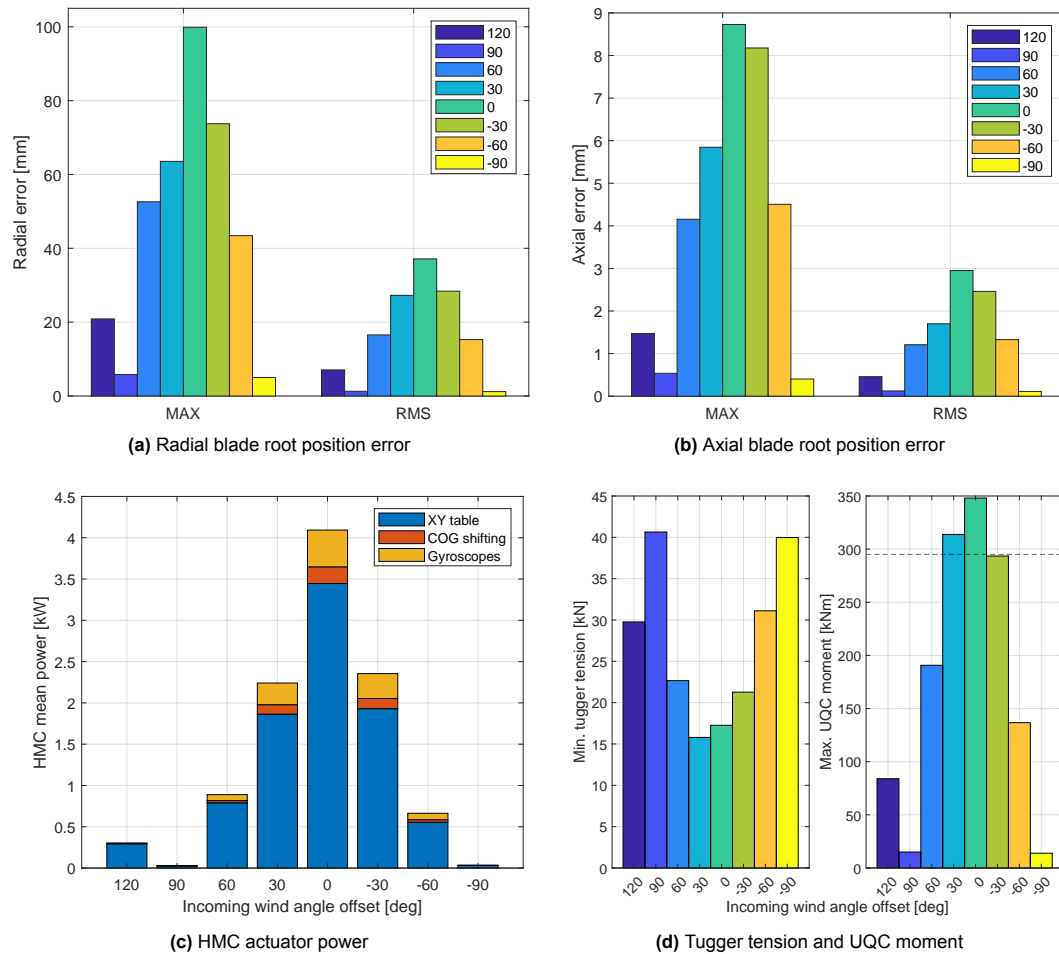 100
80
60
40
20
0
Radial error [mm]
MAX
RMS
120
90
60
30
0
-30
-60
-90
(a) Radial blade root position error
9
8
7
6
5
4
3
2
1
0
Axial error [mm]
MAX
RMS
120
90
60
30
0
-30
-60
-90
(b) Axial blade root position error
4.5
4
3.5
3
2.5
2
1.5
1
0.5
0
HMC mean power [kW]
XY table
COG shifting
Gyroscopes
120 90 60 30 0 -30 -60 -90
Incoming wind angle offset [deg]
(c) HMC actuator power
45
40
35
30
25
20
15
10
5
0
Min. tugger tension [kN]
120 90 60 30 0 -30 -60 -90
350
300
250
200
150
100
50
0
Max. UQC moment [kNm]
120 90 60 30 0 -30 -60 -90
Incoming wind angle offset [deg]
(d) Tugger tension and UQC moment